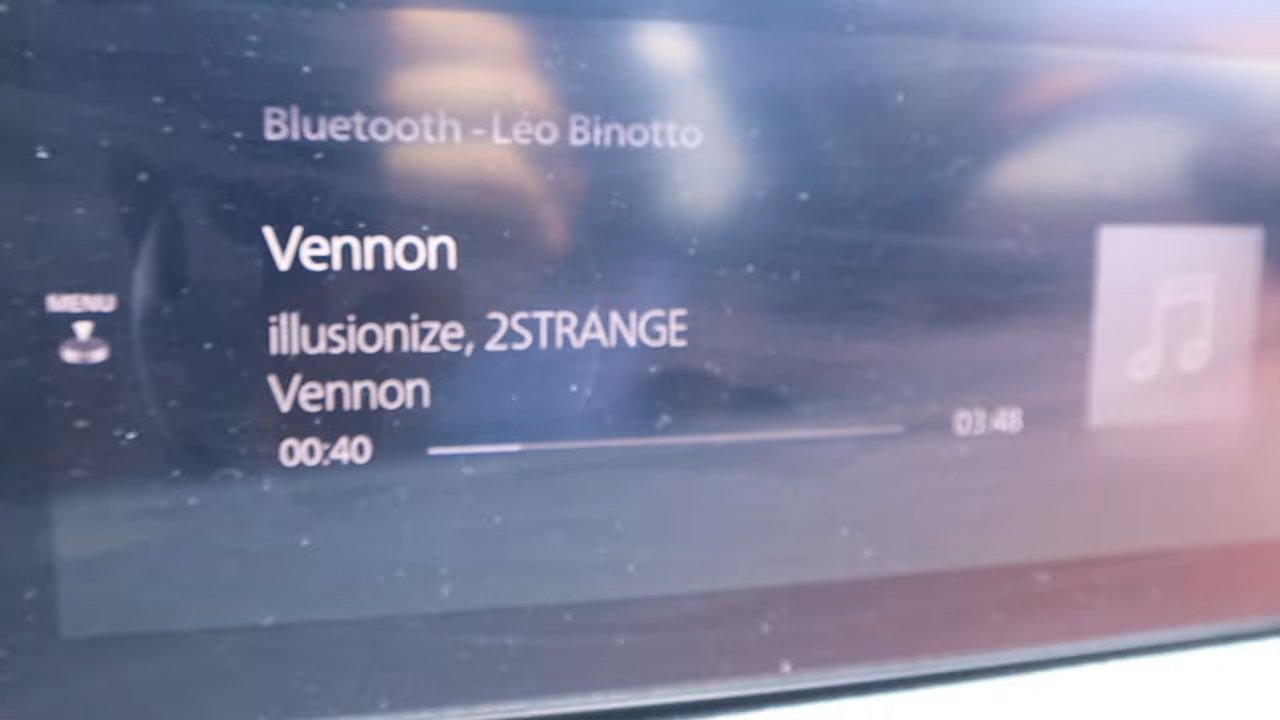 Bluetooth - Léo Binotto
Vennon
MENU
illusionize, 2STRANGE
Vennon
00:40
03:48